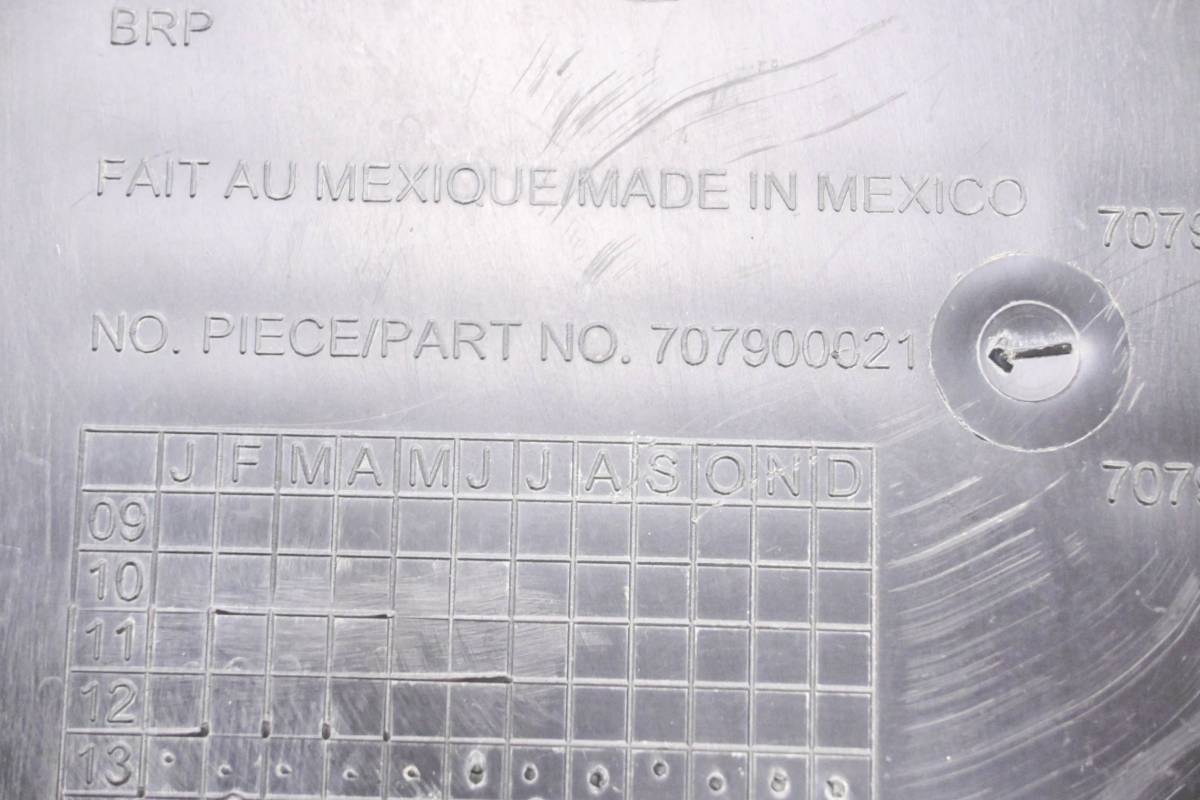 BRP
FAIT AU MEXIQUE/MADE IN MEXICO
NO. PIECE/PART NO. 707900021
J F M A M J J A S O N D
09
10
11
12
13